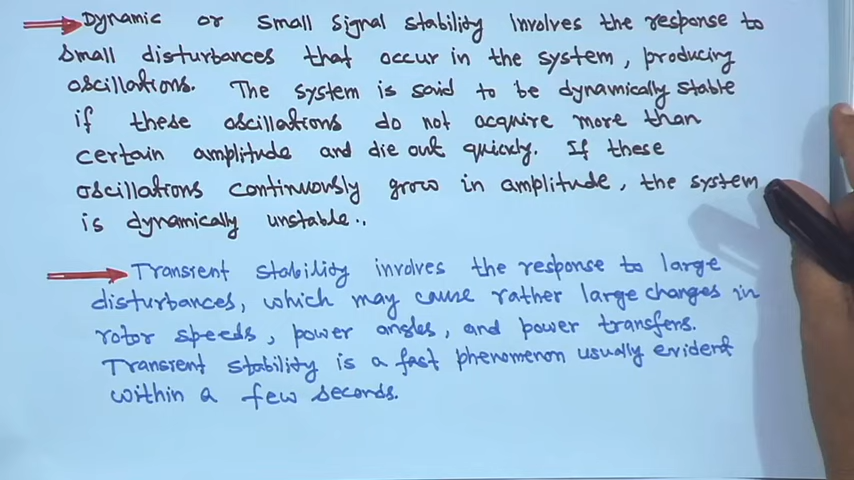 Dynamic or small signal stability involves the response to
small disturbances that occur in the system, producing
oscillations. The system is said to be dynamically stable
if these oscillations do not acquire more than
certain amplitude and die out quickly. If these
oscillations continuously grow in amplitude, the system
is dynamically unstable..
Transient stability involves the response to large
disturbances, which may cause rather large changes in
rotor speeds, power angles, and power transfers.
Transient stability is a fast phenomenon usually evident
within a few seconds.